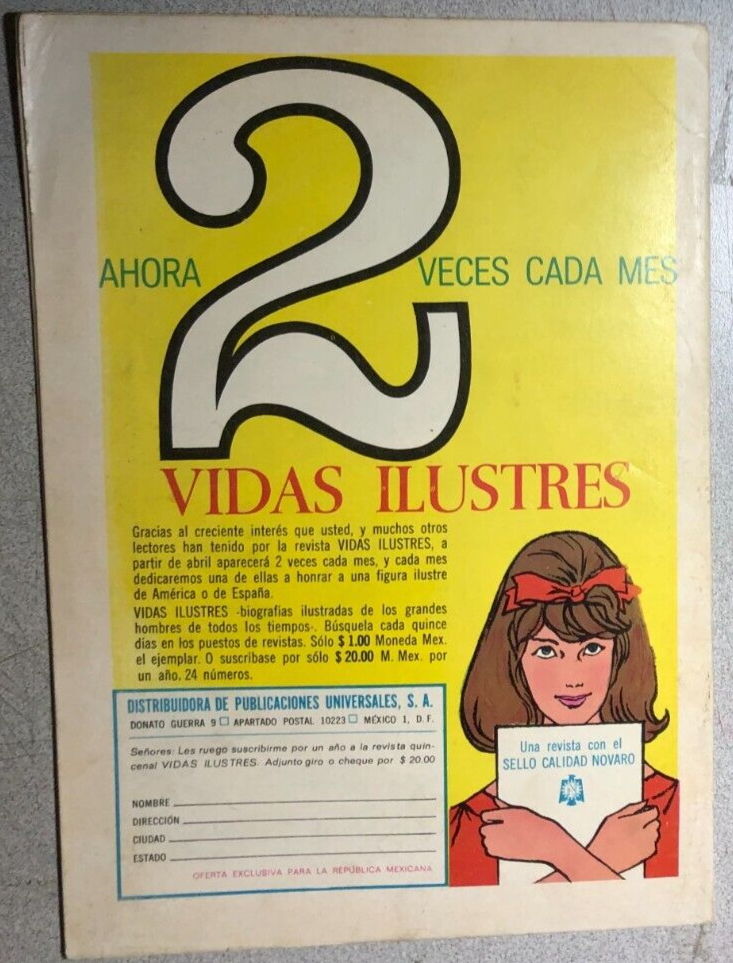 AHORA 2 VECES CADA MES
VIDAS ILUSTRES
Gracias al creciente interés que usted, y muchos otros
lectores han tenido por la revista VIDAS ILUSTRES, a
partir de abril aparecerá 2 veces cada mes, y cada mes
dedicaremos una de ellas a honrar a una figura ilustre
de América o de España.
VIDAS ILUSTRES -biografías ilustradas de los grandes
hombres de todos los tiempos-. Búsquela cada quince
días en los puestos de revistas. Sólo $ 1.00 Moneda Mex.
el ejemplar. O suscríbase por sólo $ 20.00 M. Mex. por
un año, 24 números.
DISTRIBUIDORA DE PUBLICACIONES UNIVERSALES, S. A.
DONATO GUERRA 9 □ APARTADO POSTAL 10223 □ MÉXICO 1, D. F.
Señores: Les ruego suscribirme por un año a la revista quin-
cenal VIDAS ILUSTRES. Adjunto giro o cheque por $ 20.00
NOMBRE
DIRECCIÓN
CIUDAD
ESTADO
OFERTA EXCLUSIVA PARA LA REPÚBLICA MEXICANA
Una revista con el
SELLO CALIDAD NOVARO